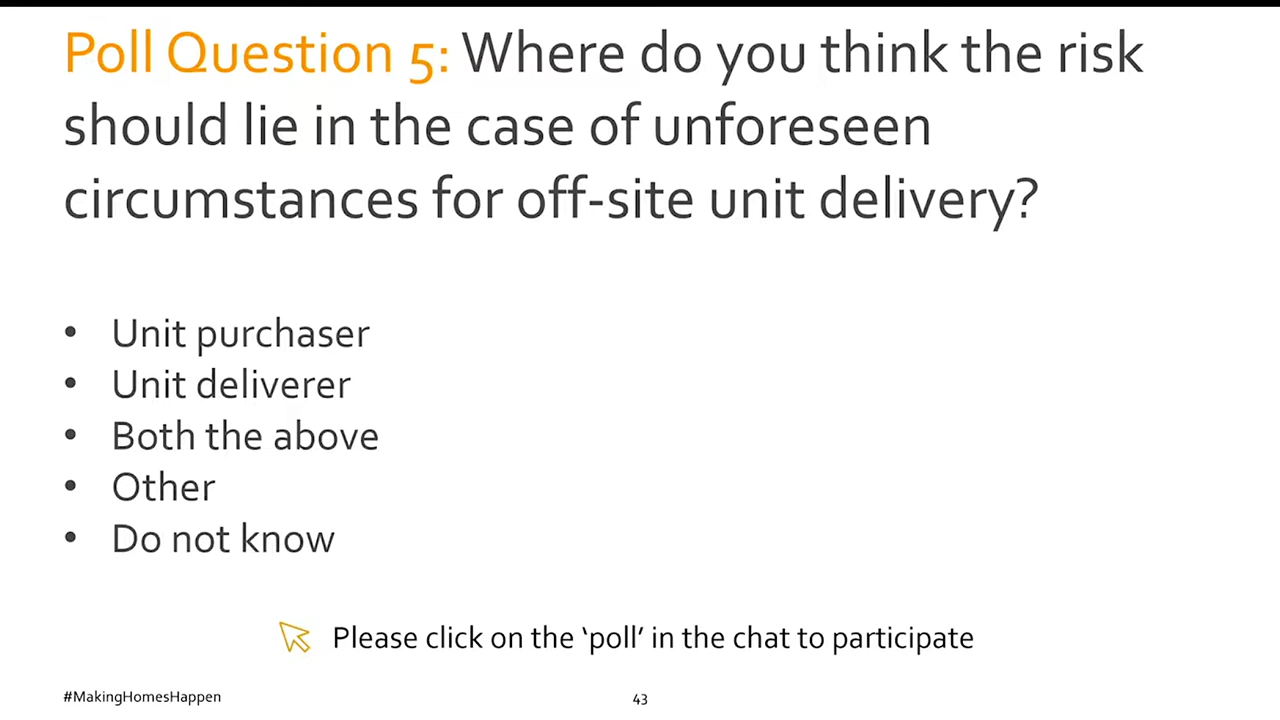 Poll Question 5: Where do you think the risk
should lie in the case of unforeseen
circumstances for off-site unit delivery?
• Unit purchaser
• Unit deliverer
• Both the above
• Other
• Do not know
Please click on the ‘poll’ in the chat to participate
#MakingHomesHappen
43